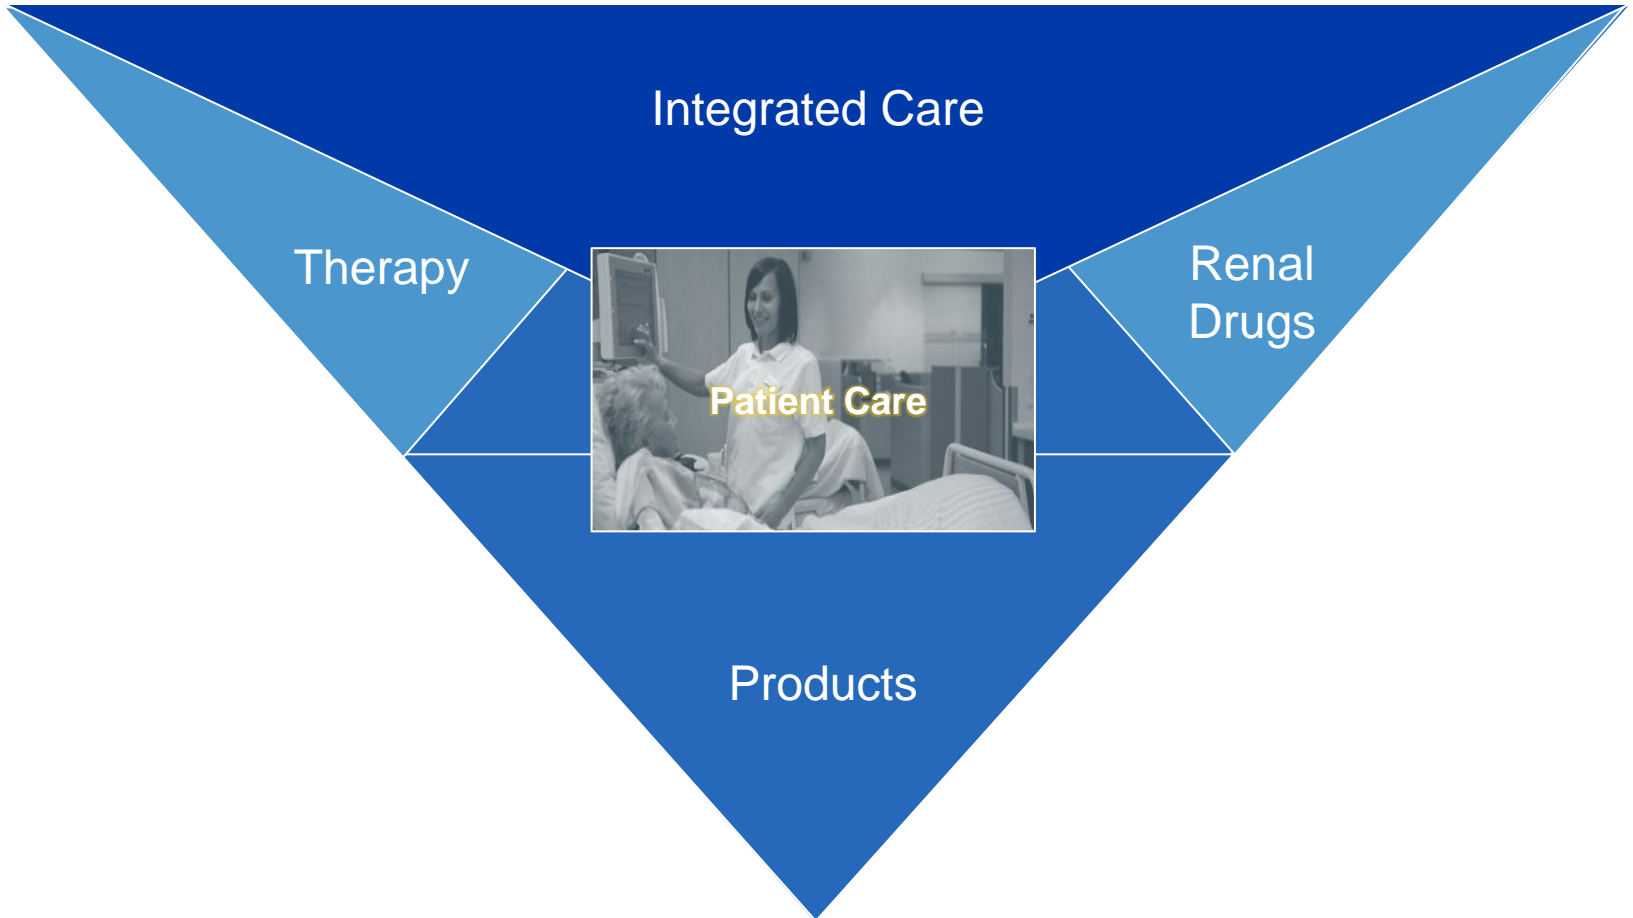 Integrated Care
Therapy
Renal
Drugs
Patient Care
Products